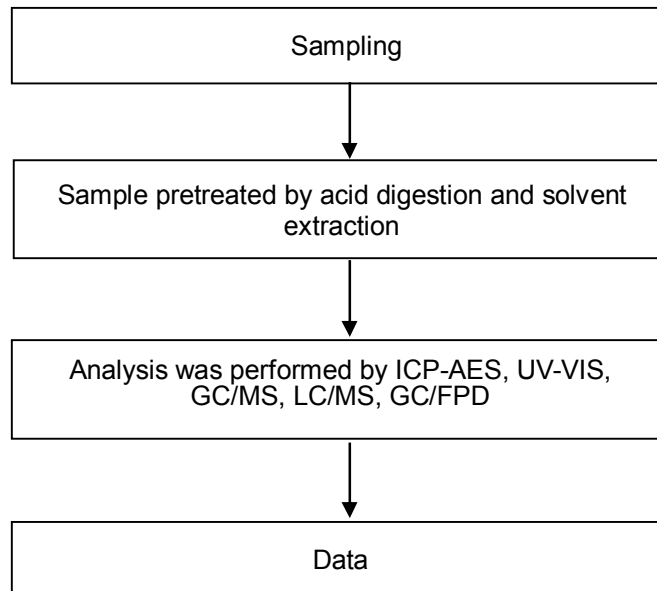 Sampling
Sample pretreated by acid digestion and solvent
extraction
Analysis was performed by ICP-AES, UV-VIS,
GC/MS, LC/MS, GC/FPD
Data